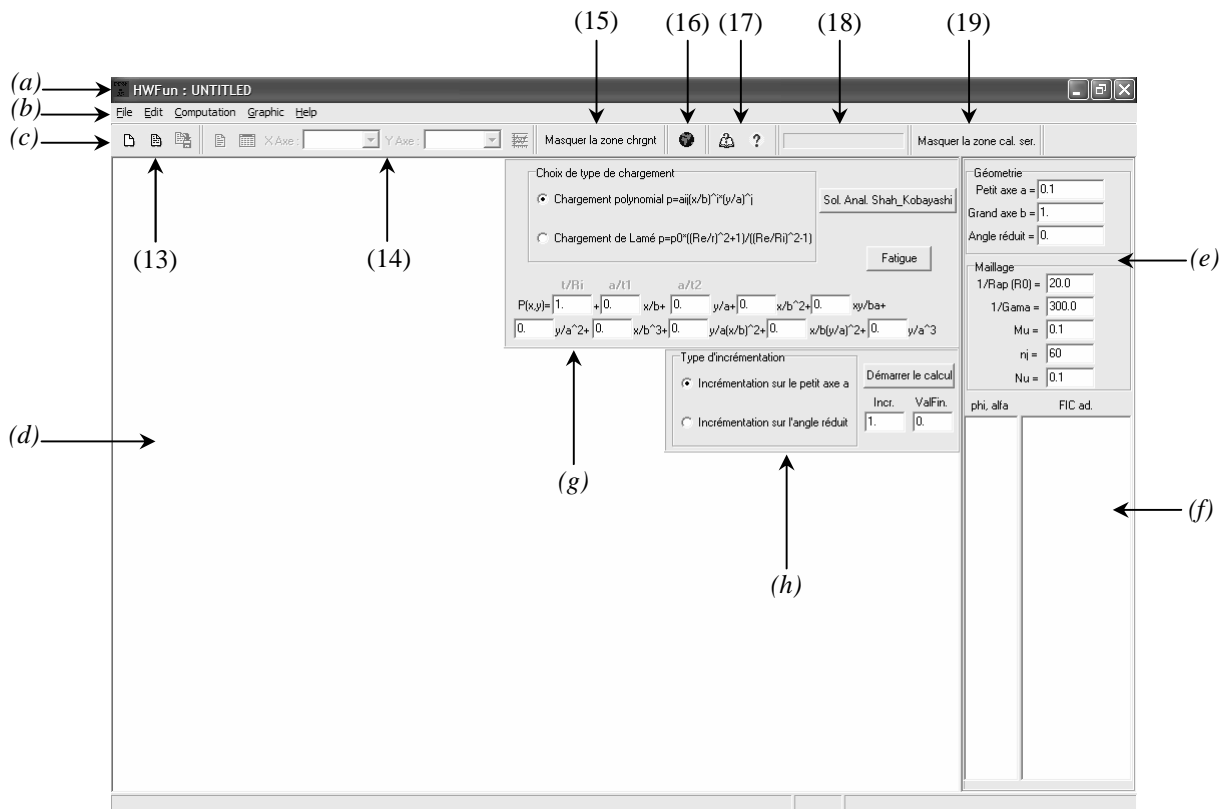 (15) (16) (17) (18) (19)
(a)
HWFun : UNTITLED
(b)
File Edit Computation Graphic Help
(c)
X Axe : Y Axe : Masquer la zone chrgnt ? Masquer la zone cal. ser.
(13)
(14)
Choix de type de chargement
Chargement polynomial p=aij(x/b)^i*(y/a)^j
Chargement de Lamé p=p0*((Re/r)^2+1)/((Re/Ri)^2-1)
Sol. Anal. Shah_Kobayashi
Fatigue
t/Ri a/t1 a/t2
P(x,y)= 1. + 0. x/b+ 0. y/a+ 0. x/b^2+ 0. xy/ba+
0. y/a^2+ 0. x/b^3+ 0. y/a(x/b)^2+ 0. x/b(y/a)^2+ 0. y/a^3
Géometrie
Petit axe a = 0.1
Grand axe b = 1.
Angle réduit = 0.
(e)
Maillage
1/Rap (R0) = 20.0
1/Gama = 300.0
Mu = 0.1
nj = 60
Nu = 0.1
Type d'incrémentation
Incrémentation sur le petit axe a
Incrémentation sur l'angle réduit
Démarrer le calcul
Incr. ValFin.
1. 0.
phi, alfa FIC ad.
(d)
(g)
(f)
(h)